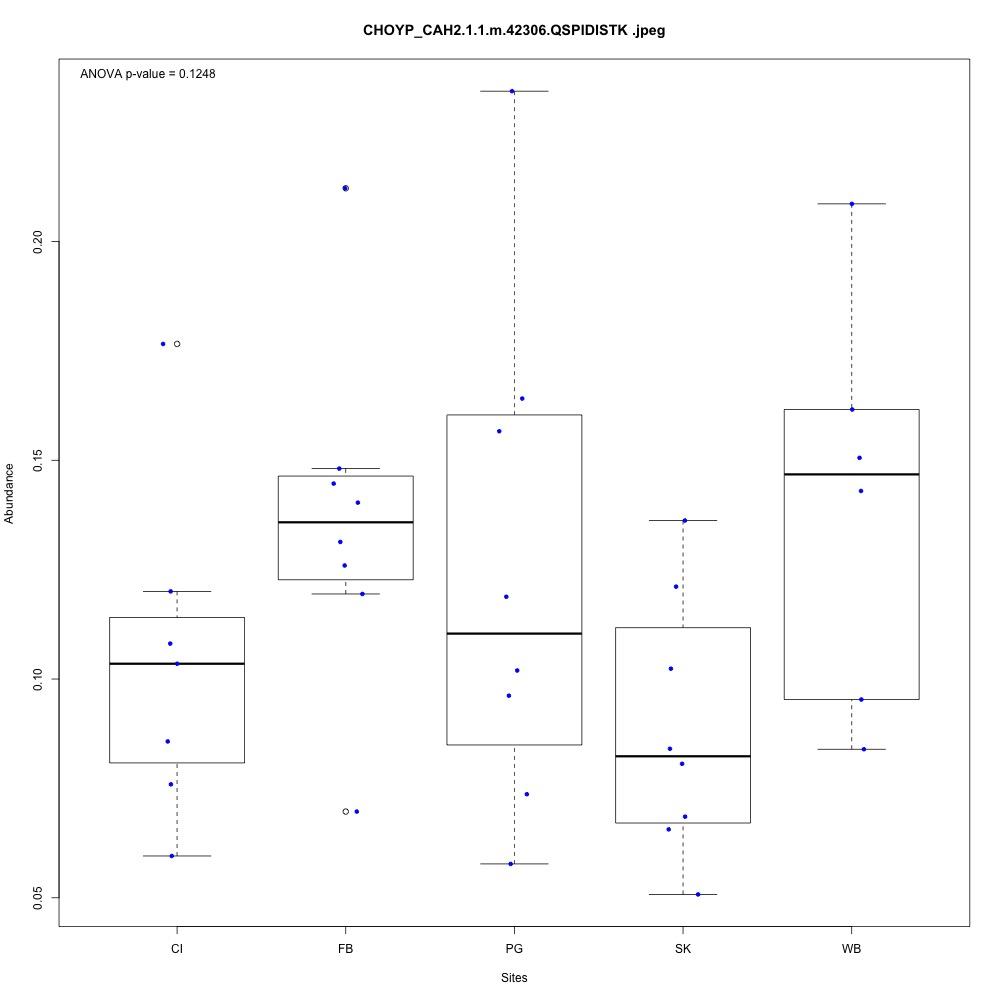 CHOYP_CAH2.1.1.m.42306.QSPIDISTK .jpeg
ANOVA p-value = 0.1248
Abundance
0.20
0.15
0.10
0.05
CI FB PG SK WB
Sites